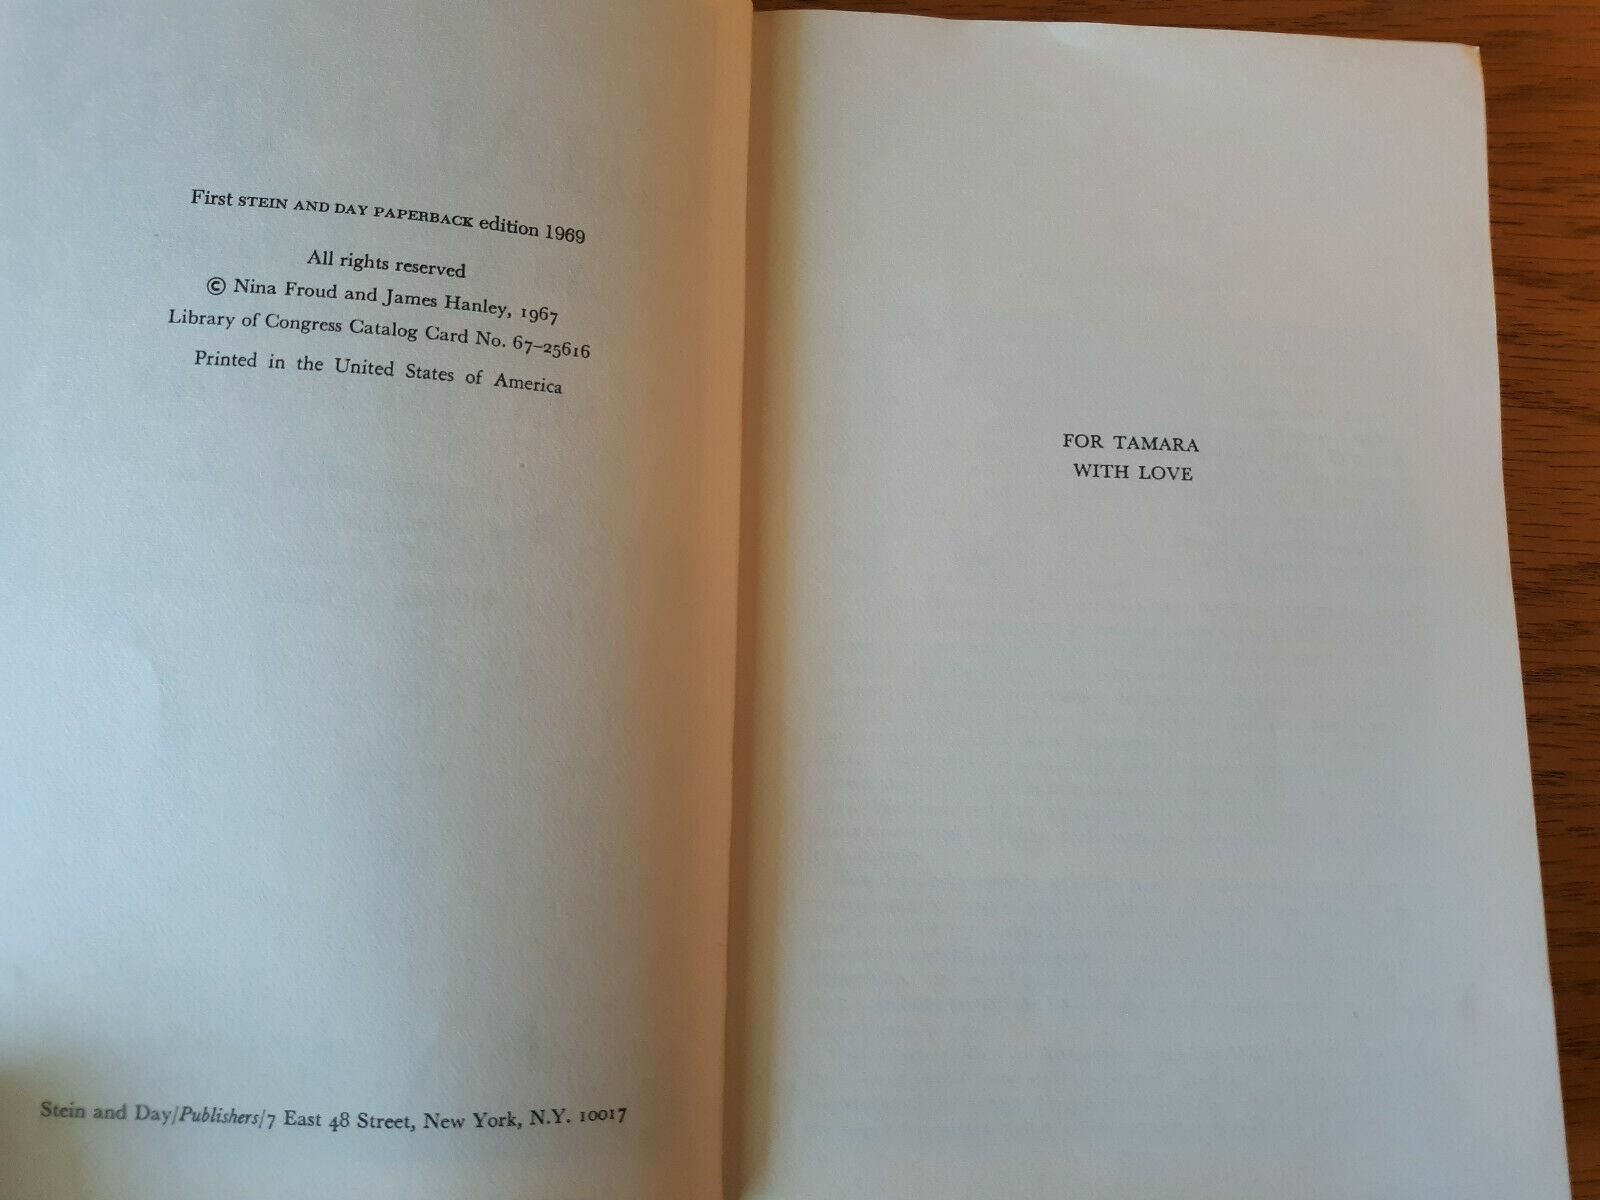 First STEIN AND DAY PAPERBACK edition 1969
All rights reserved
© Nina Froud and James Hanley, 1967
Library of Congress Catalog Card No. 67–25616
Printed in the United States of America
Stein and Day/Publishers/7 East 48 Street, New York, N.Y. 10017
FOR TAMARA
WITH LOVE